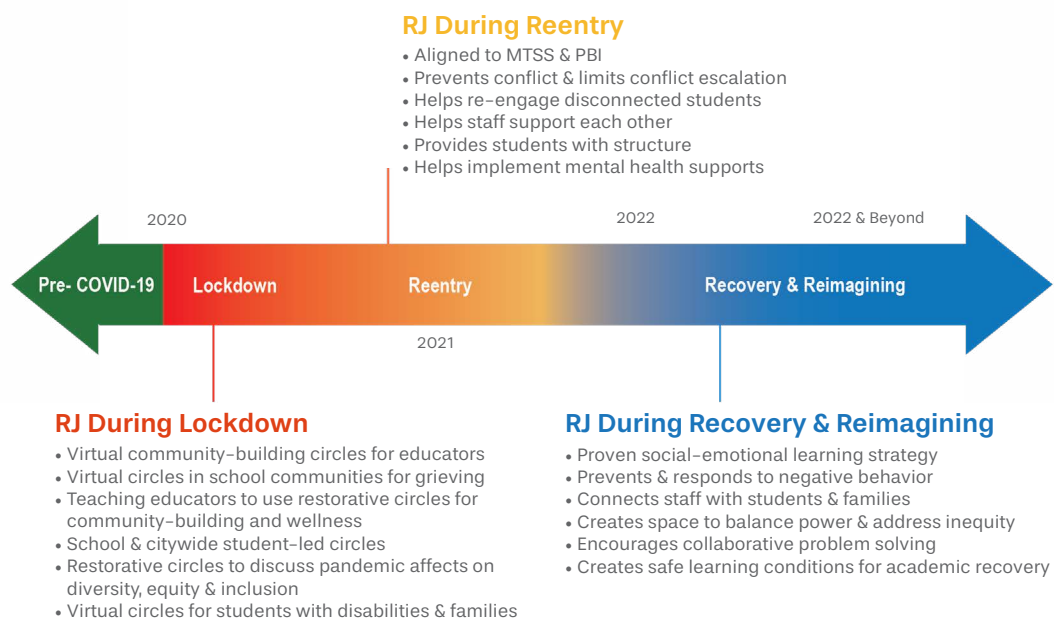 RJ During Reentry
• Aligned to MTSS & PBI
• Prevents conflict & limits conflict escalation
• Helps re-engage disconnected students
• Helps staff support each other
• Provides students with structure
• Helps implement mental health supports
2020
2022
2022 & Beyond
Pre- COVID-19
Lockdown
Reentry
Recovery & Reimagining
2021
RJ During Lockdown
• Virtual community-building circles for educators
• Virtual circles in school communities for grieving
• Teaching educators to use restorative circles for
community-building and wellness
• School & citywide student-led circles
• Restorative circles to discuss pandemic affects on
diversity, equity & inclusion
• Virtual circles for students with disabilities & families
RJ During Recovery & Reimagining
• Proven social-emotional learning strategy
• Prevents & responds to negative behavior
• Connects staff with students & families
• Creates space to balance power & address inequity
• Encourages collaborative problem solving
• Creates safe learning conditions for academic recovery